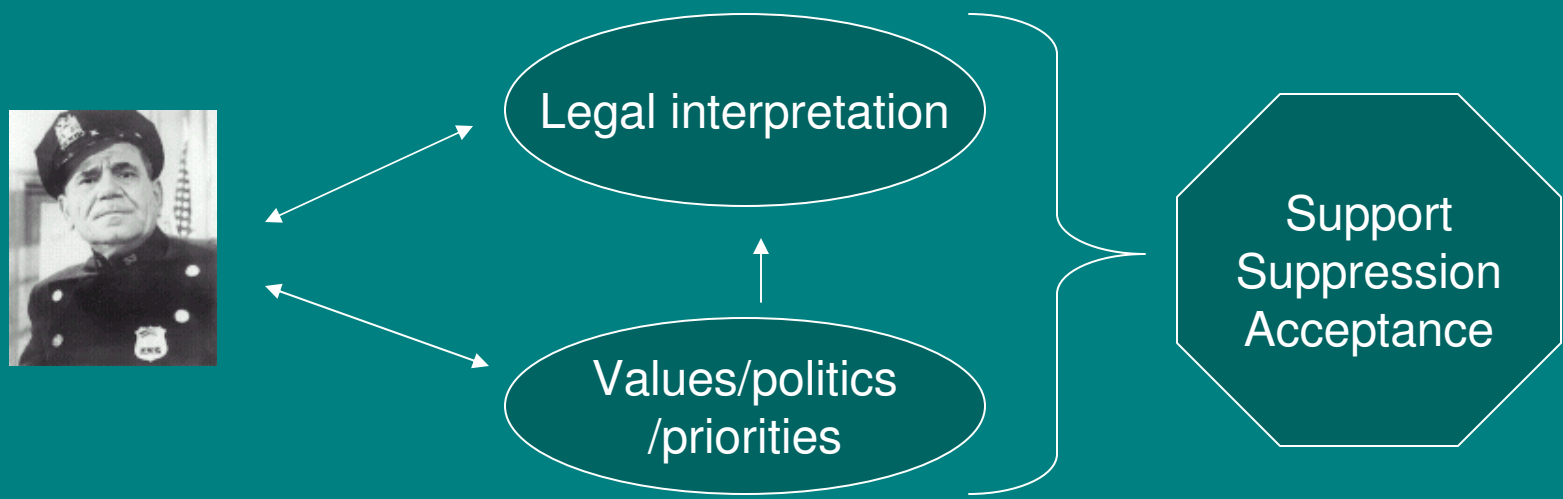 Legal interpretation
Values/politics
/priorities
Support
Suppression
Acceptance